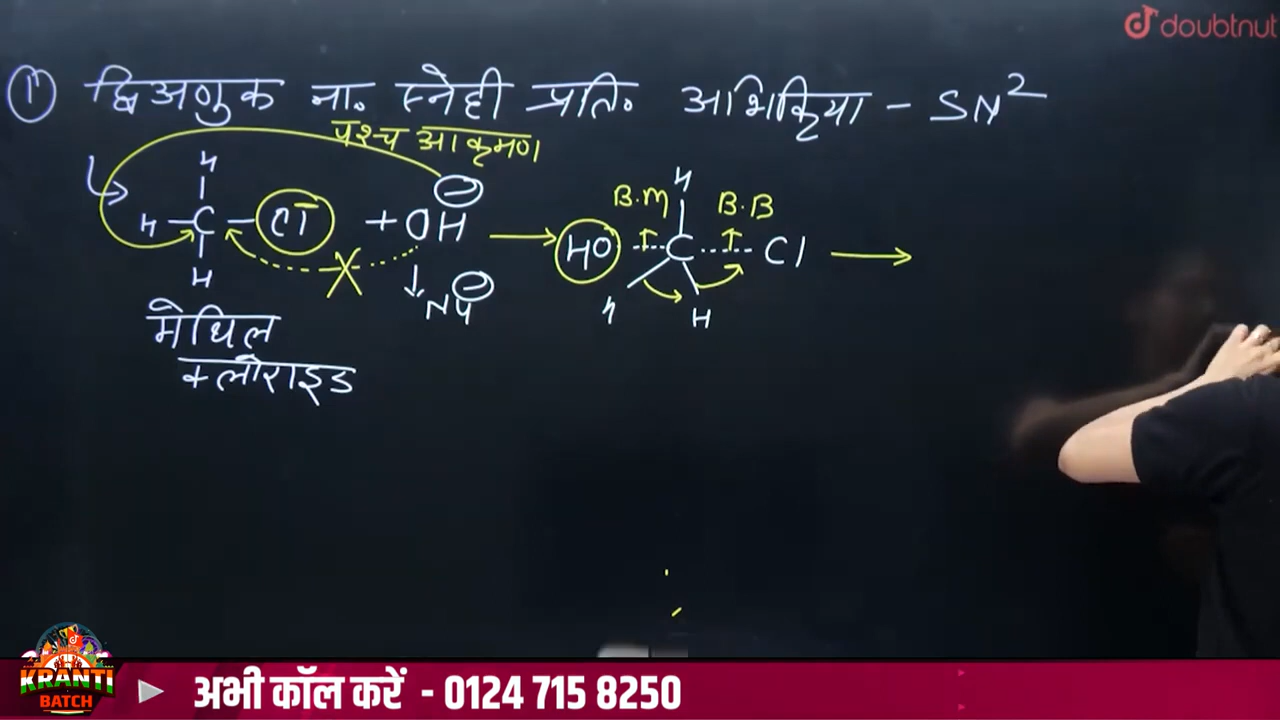 doubtnut
① द्विअणुक ना. स्नेही प्रति. अभिक्रिया - SN²
पश्च आक्रमण
H
H - C - Cl + OH⊖ → HO ... C ... Cl →
H
Nu⊖
B.M
B.B
H
H
H
मेथिल
क्लोराइड
KRANTI
BATCH
अभी कॉल करें - 0124 715 8250